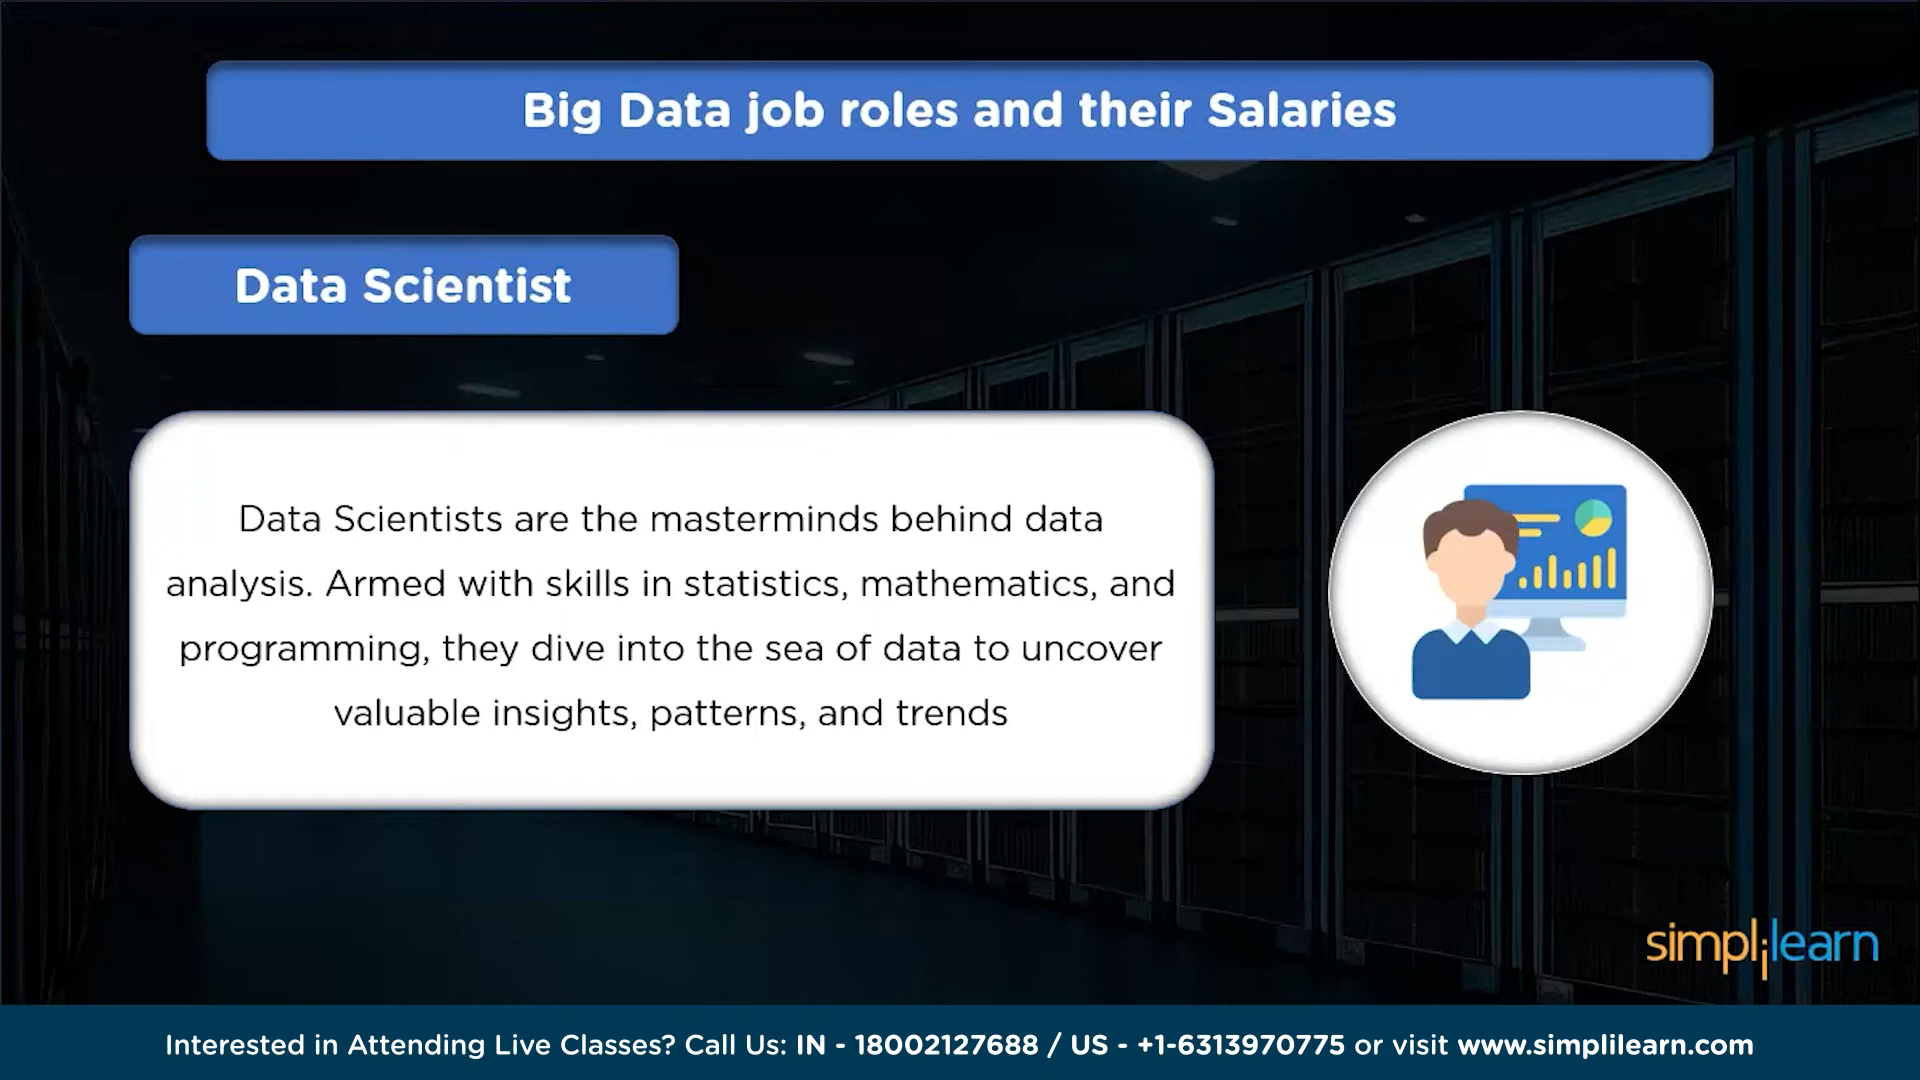 Big Data job roles and their Salaries
Data Scientist
Data Scientists are the masterminds behind data
analysis. Armed with skills in statistics, mathematics, and
programming, they dive into the sea of data to uncover
valuable insights, patterns, and trends
simplilearn
Interested in Attending Live Classes? Call Us: IN - 18002127688 / US - +1-6313970775 or visit www.simplilearn.com